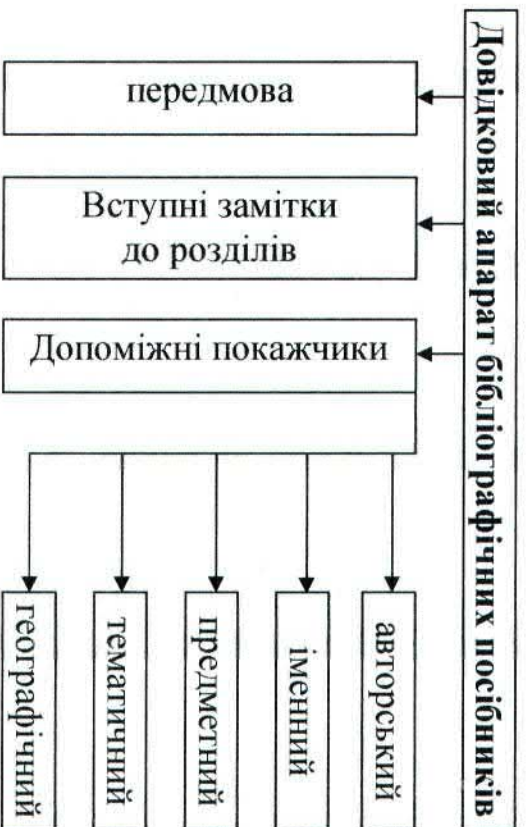 Довідковий апарат бібліографічних посібників
передмова
Вступні замітки
до розділів
Допоміжні покажчики
географічний
тематичний
предметний
іменний
авторський